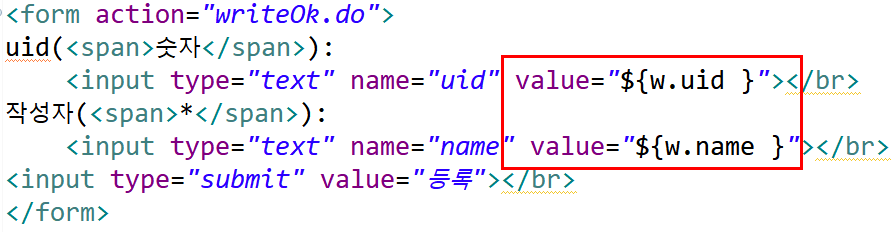 <form action="writeOk.do">
uid(<span>숫자</span>):
<input type="text" name="uid" value="${w.uid }"></br>
작성자(<span>*</span>):
<input type="text" name="name" value="${w.name }"></br>
<input type="submit" value="등록"></br>
</form>